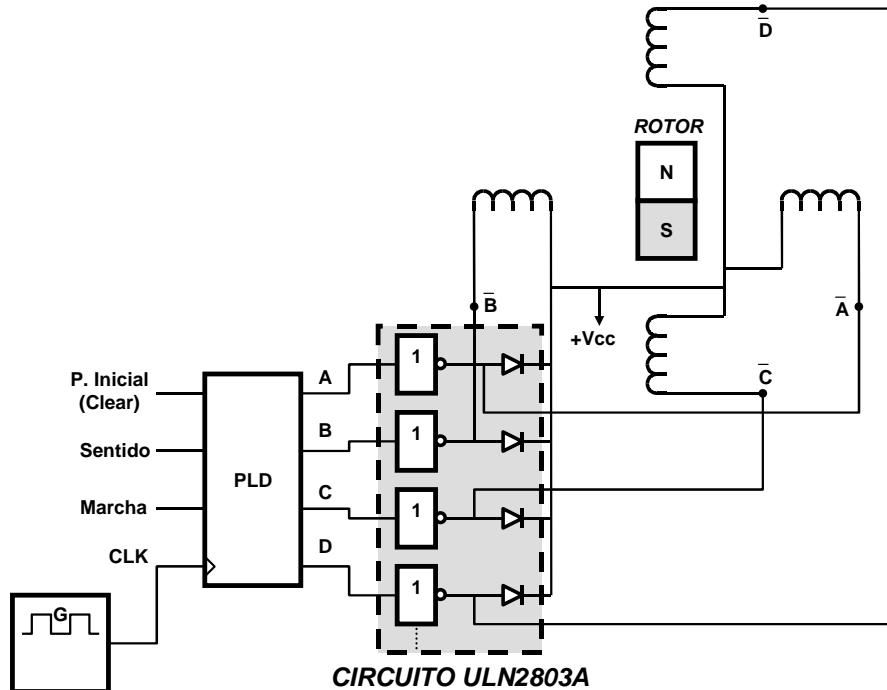 D̅
ROTOR
N
S
B̅
A̅
+Vcc
C̅
P. Inicial
(Clear)
Sentido
Marcha
CLK
PLD
A
B
C
D
1
1
1
1
G
CIRCUITO ULN2803A